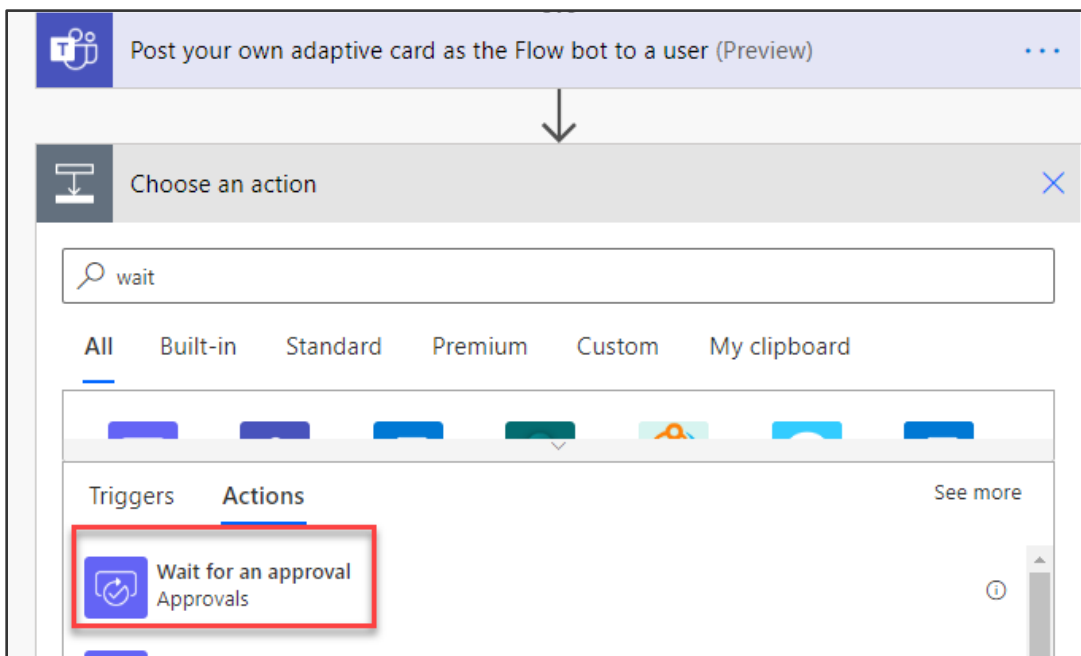 Post your own adaptive card as the Flow bot to a user (Preview)
Choose an action
wait
All Built-in Standard Premium Custom My clipboard
Triggers Actions See more
Wait for an approval
Approvals